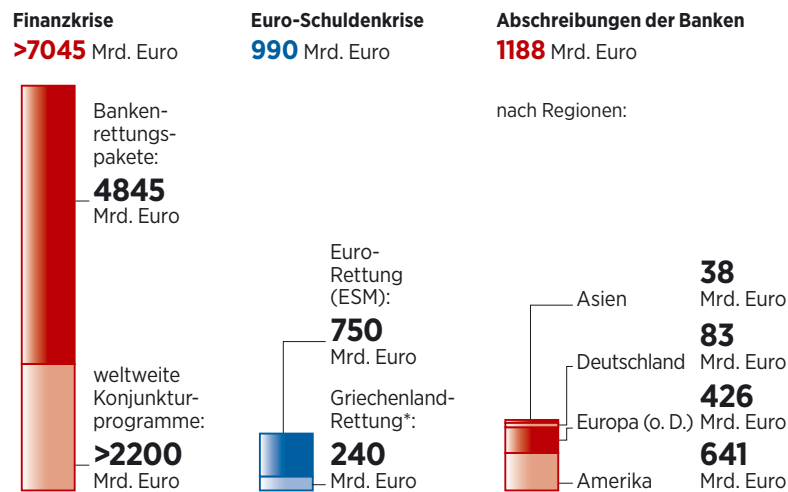 Finanzkrise
>7045 Mrd. Euro
Banken-
rettungs-
pakete:
4845
Mrd. Euro
weltweite
Konjunktur-
programme:
>2200
Mrd. Euro
Euro-Schuldenkrise
990 Mrd. Euro
Euro-
Rettung
(ESM):
750
Mrd. Euro
Griechenland-
Rettung*:
240
Mrd. Euro
Abschreibungen der Banken
1188 Mrd. Euro
nach Regionen:
38
Asien Mrd. Euro
83
Deutschland Mrd. Euro
426
Europa (o. D.) Mrd. Euro
641
Amerika Mrd. Euro